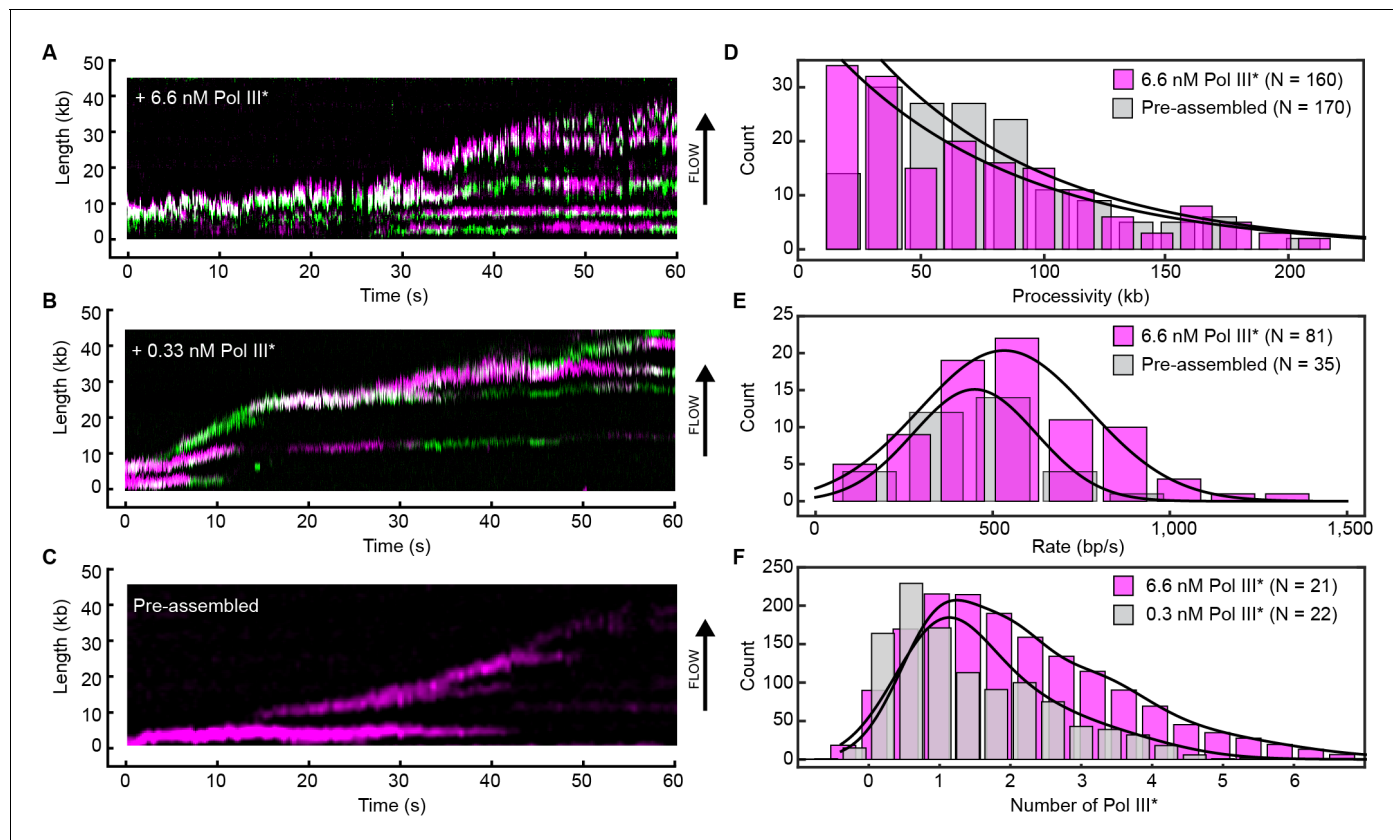 A
50
40
30
20
10
0
Length (kb)
+ 6.6 nM Pol III*
FLOW
0 10 20 30 40 50 60
Time (s)
B
50
40
30
20
10
0
Length (kb)
+ 0.33 nM Pol III*
FLOW
0 10 20 30 40 50 60
Time (s)
C
50
40
30
20
10
0
Length (kb)
Pre-assembled
FLOW
0 10 20 30 40 50 60
Time (s)
D
30
20
10
0
Count
6.6 nM Pol III* (N = 160)
Pre-assembled (N = 170)
0 50 100 150 200
Processivity (kb)
E
25
20
15
10
5
0
Count
6.6 nM Pol III* (N = 81)
Pre-assembled (N = 35)
0 500 1,000 1,500
Rate (bp/s)
F
250
200
150
100
50
0
Count
6.6 nM Pol III* (N = 21)
0.3 nM Pol III* (N = 22)
0 1 2 3 4 5 6
Number of Pol III*